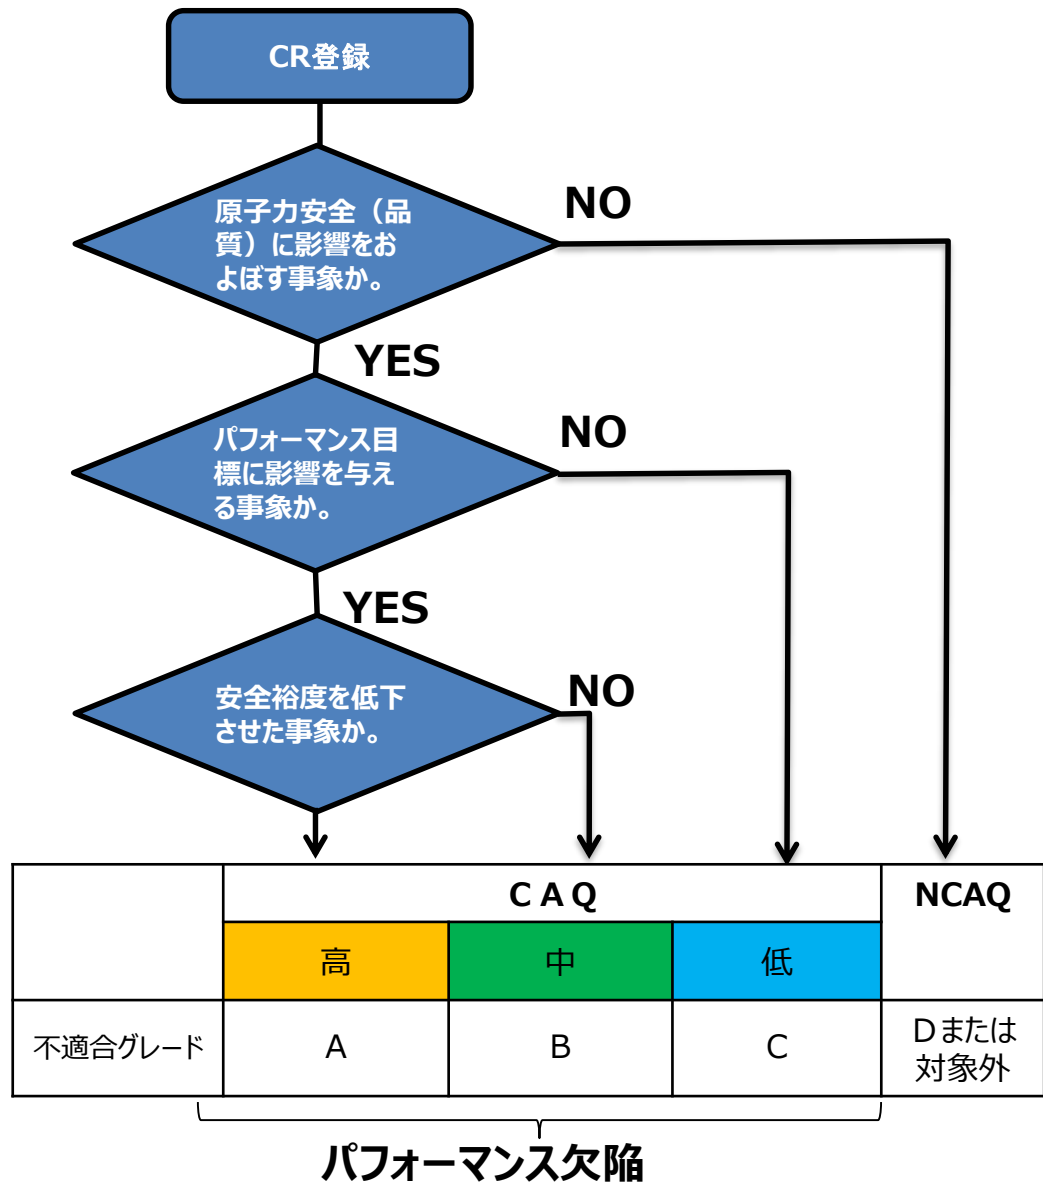 CR登録
原子力安全（品
質）に影響をお
よぼす事象か。
NO
YES
パフォーマンス目
標に影響を与え
る事象か。
NO
YES
安全裕度を低下
させた事象か。
NO
ＣＡＱ
NCAQ
高
中
低
不適合グレード
A
B
C
Ｄまたは
対象外
パフォーマンス欠陥